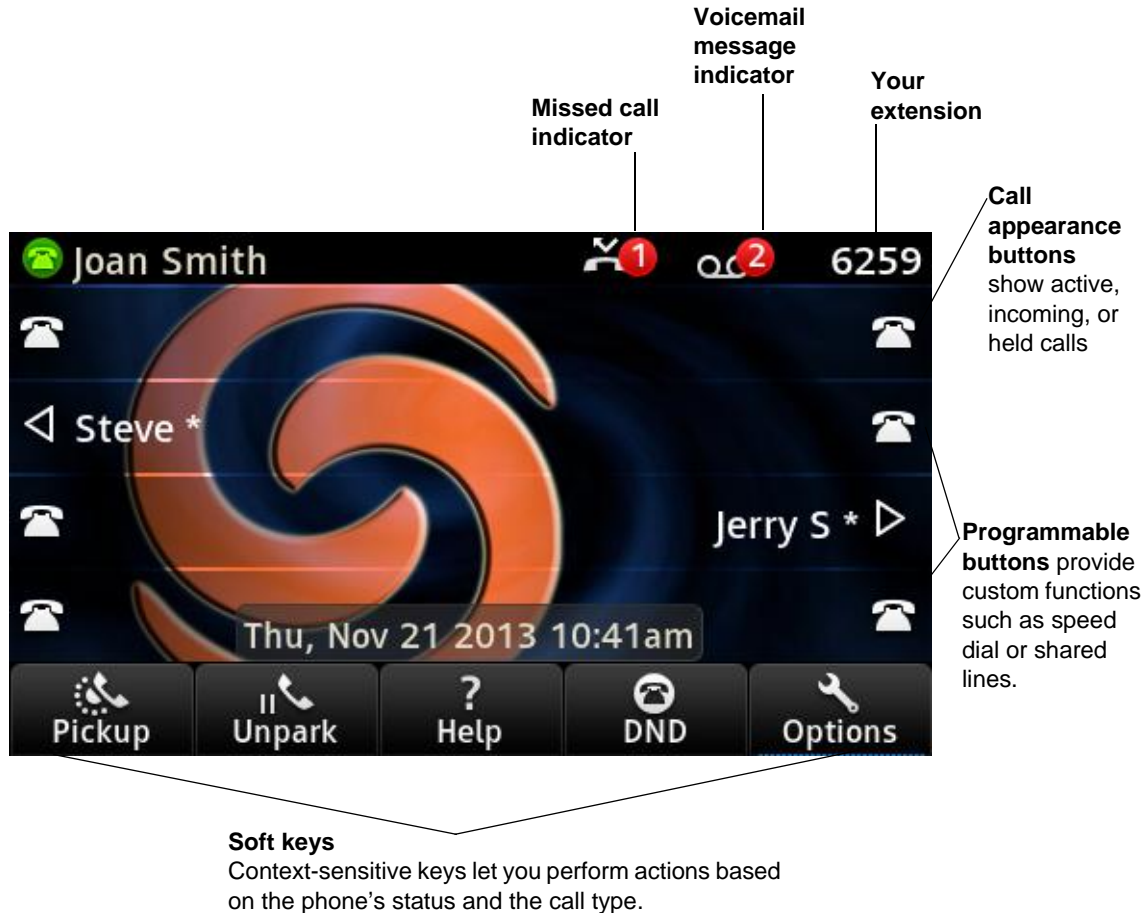 Voicemail
message
indicator
Your
extension
Missed call
indicator
Call
appearance
buttons
show active,
incoming, or
held calls
Joan Smith
1
2
6259
Steve *
Jerry S *
Programmable
buttons provide
custom functions
such as speed
dial or shared
lines.
Thu, Nov 21 2013 10:41am
Pickup
Unpark
?
Help
DND
Options
Soft keys
Context-sensitive keys let you perform actions based
on the phone's status and the call type.